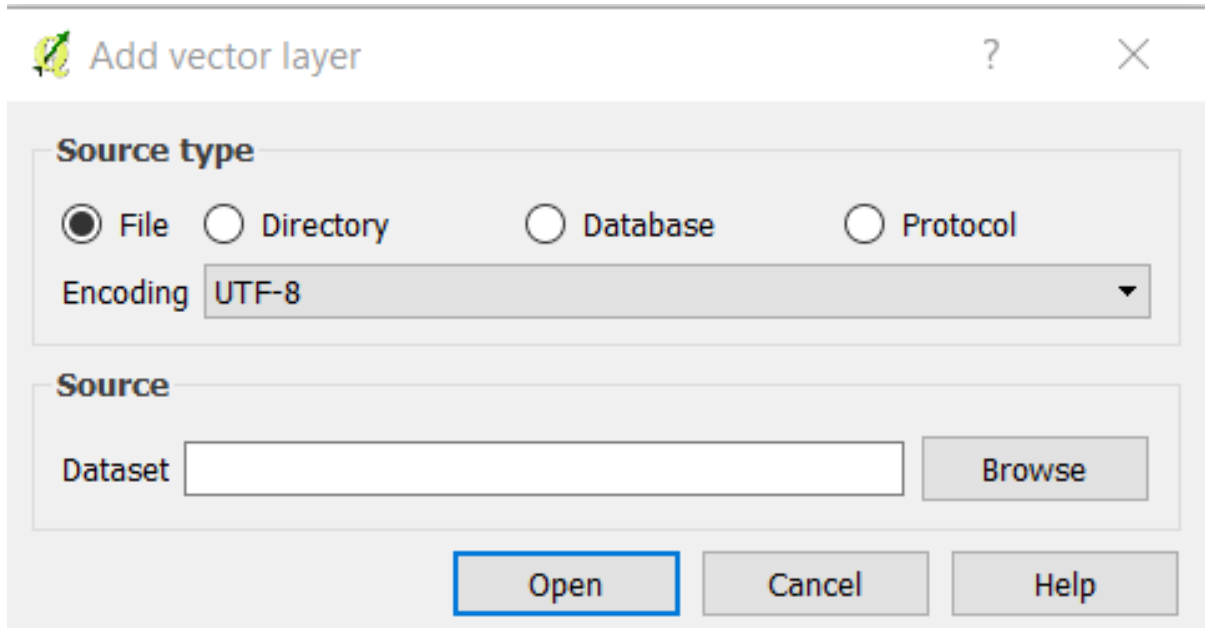 Add vector layer ?
Source type
File Directory Database Protocol
Encoding UTF-8
Source
Dataset Browse
Open Cancel Help